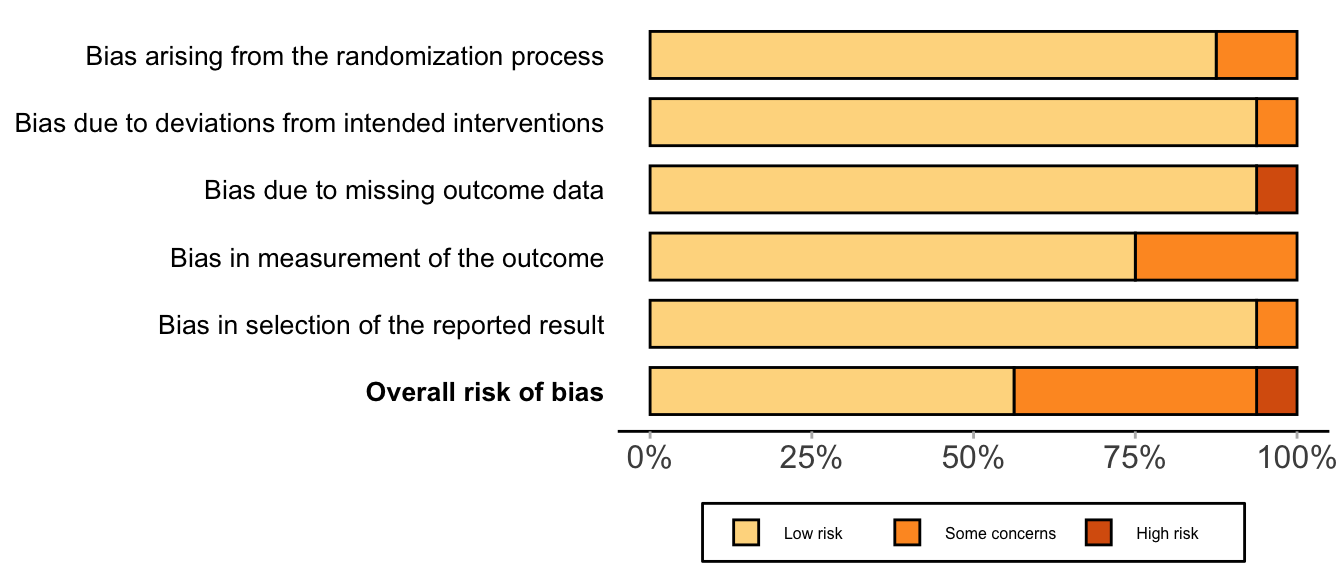 Bias arising from the randomization process
Bias due to deviations from intended interventions
Bias due to missing outcome data
Bias in measurement of the outcome
Bias in selection of the reported result
Overall risk of bias
0% 25% 50% 75% 100%
Low risk Some concerns High risk